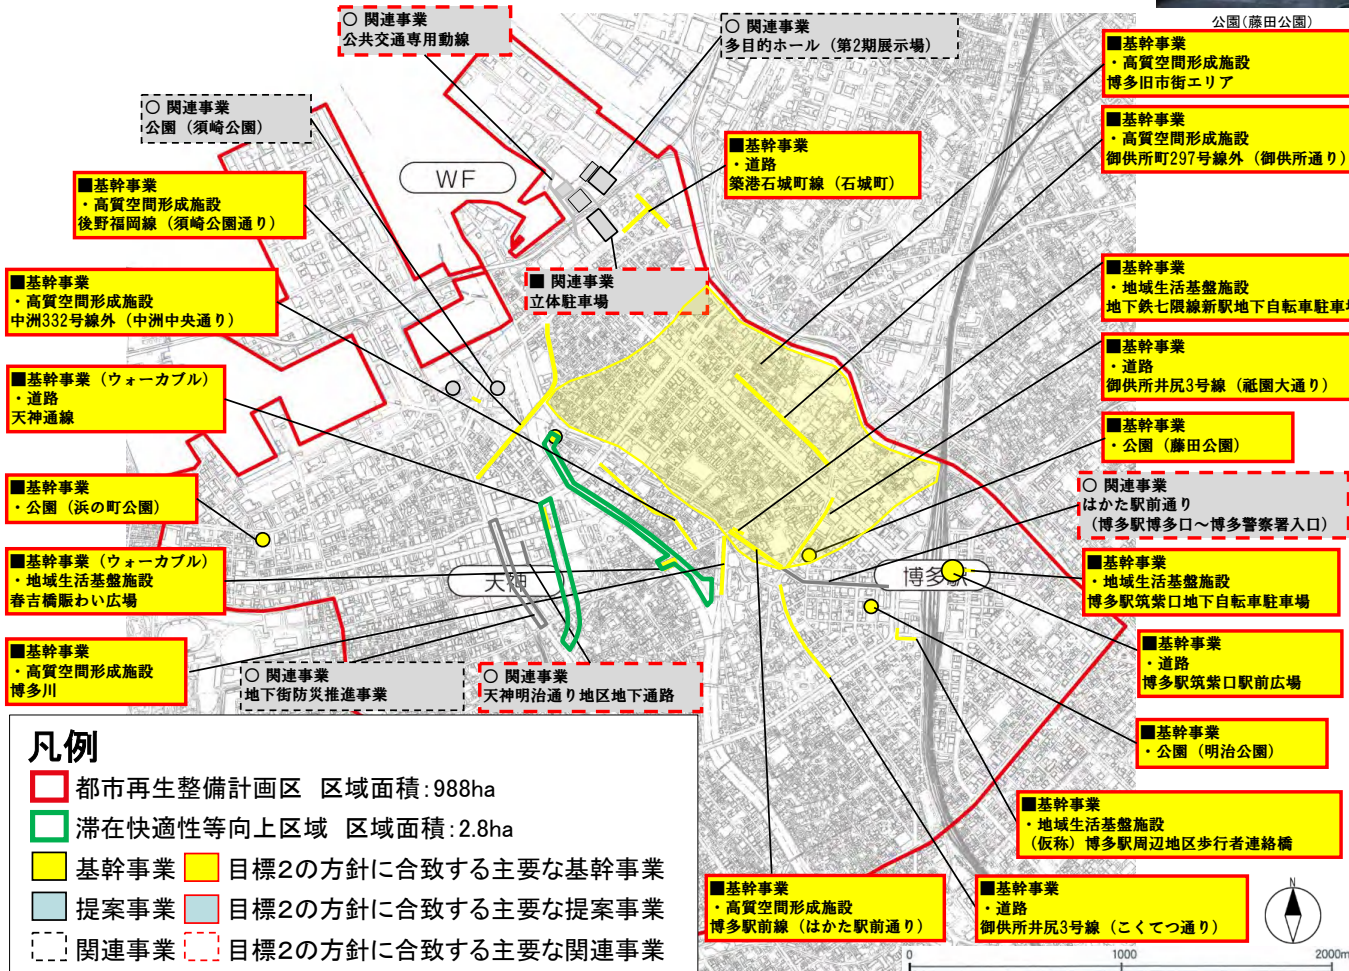 公園(藤田公園)
○ 関連事業
公共交通専用動線
○ 関連事業
多目的ホール（第2期展示場）
■基幹事業
・高質空間形成施設
博多旧市街エリア
○ 関連事業
公園（須崎公園）
■基幹事業
・高質空間形成施設
御供所町297号線外（御供所通り）
■基幹事業
・道路
築港石城町線（石城町）
WF
■基幹事業
・高質空間形成施設
後野福岡線（須崎公園通り）
■基幹事業
・高質空間形成施設
中洲332号線外（中洲中央通り）
■ 関連事業
立体駐車場
■基幹事業
・地域生活基盤施設
地下鉄七隈線新駅地下自転車駐車場
■基幹事業
・道路
御供所井尻3号線（祗園大通り）
■基幹事業（ウォーカブル）
・道路
天神通線
■基幹事業
・公園（藤田公園）
■基幹事業
・公園（浜の町公園）
○ 関連事業
はかた駅前通り
（博多駅博多口～博多警察署入口）
■基幹事業（ウォーカブル）
・地域生活基盤施設
春吉橋賑わい広場
天神
博多駅
■基幹事業
・地域生活基盤施設
博多駅筑紫口地下自転車駐車場
■基幹事業
・高質空間形成施設
博多川
○ 関連事業
地下街防災推進事業
○ 関連事業
天神明治通り地区地下通路
■基幹事業
・道路
博多駅筑紫口駅前広場
■基幹事業
・公園（明治公園）
■基幹事業
・地域生活基盤施設
（仮称）博多駅周辺地区歩行者連絡橋
■基幹事業
・高質空間形成施設
博多駅前線（はかた駅前通り）
■基幹事業
・道路
御供所井尻3号線（こくてつ通り）
凡例
都市再生整備計画区 区域面積：988ha
滞在快適性等向上区域 区域面積：2.8ha
基幹事業 目標2の方針に合致する主要な基幹事業
提案事業 目標2の方針に合致する主要な提案事業
関連事業 目標2の方針に合致する主要な関連事業
N
0 1000 2000m